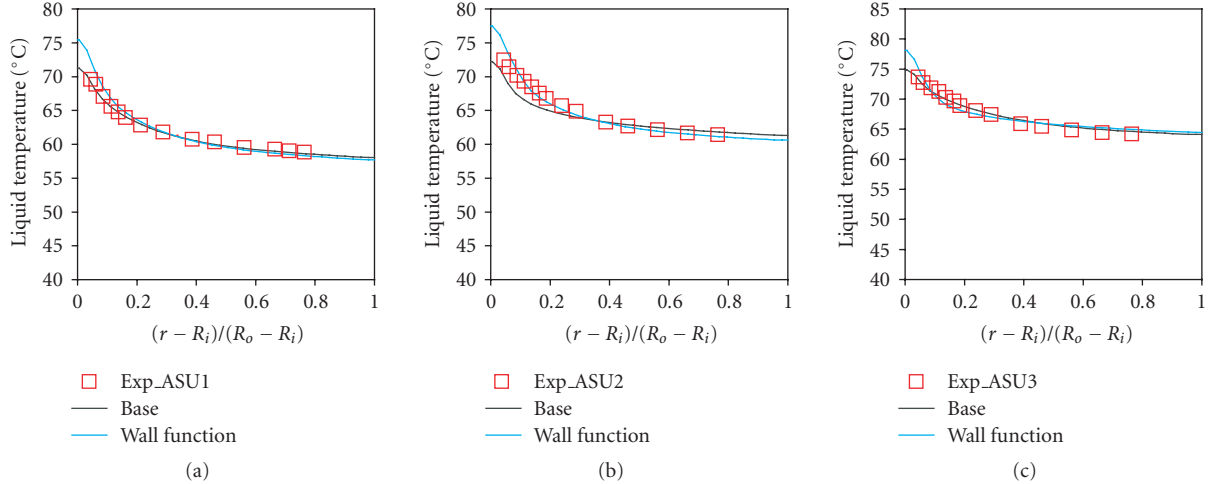 80
75
70
65
60
55
50
45
40
Liquid temperature (°C)
0 0.2 0.4 0.6 0.8 1
(r − Ri)/(Ro − Ri)
Exp_ASU1
Base
Wall function
(a)
80
75
70
65
60
55
50
45
40
Liquid temperature (°C)
0 0.2 0.4 0.6 0.8 1
(r − Ri)/(Ro − Ri)
Exp_ASU2
Base
Wall function
(b)
85
80
75
70
65
60
55
50
45
40
Liquid temperature (°C)
0 0.2 0.4 0.6 0.8 1
(r − Ri)/(Ro − Ri)
Exp_ASU3
Base
Wall function
(c)